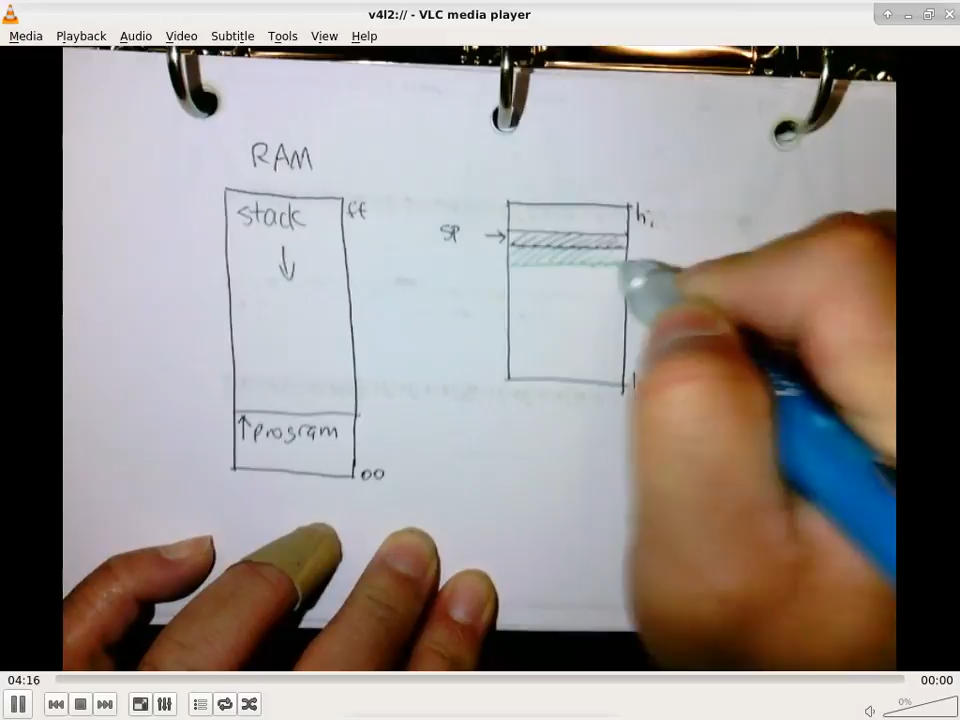 v4l2:// - VLC media player
Media Playback Audio Video Subtitle Tools View Help
RAM
stack
ff
↑program
00
hi
SP →
04:16
00:00
0%